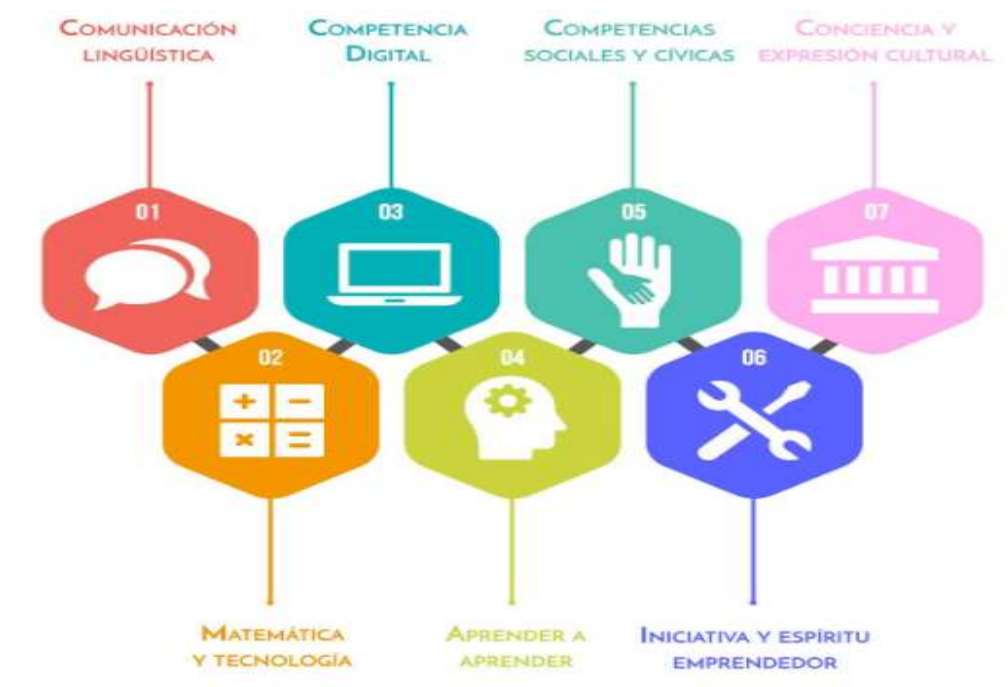 Comunicación
lingüística
Competencia
Digital
Competencias
sociales y cívicas
Conciencia y
expresión cultural
01
03
05
07
02
04
06
Matemática
y tecnología
Aprender a
aprender
Iniciativa y espíritu
emprendedor